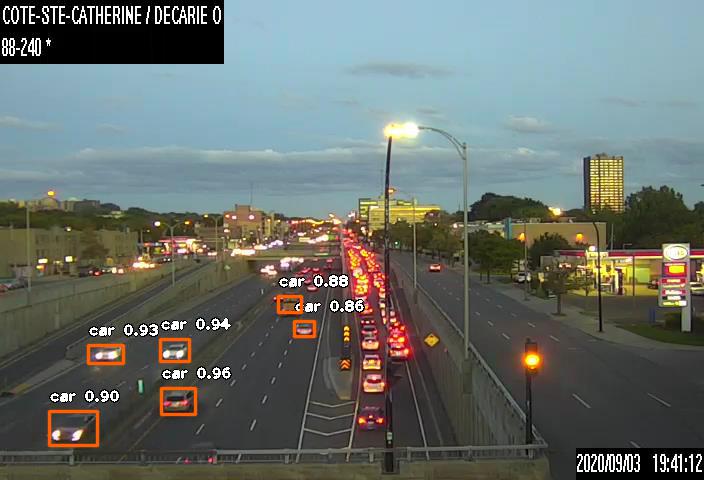 COTE-STE-CATHERINE / DECARIE O
88-240 *
car 0.88
car 0.86
car 0.93
car 0.94
car 0.96
car 0.90
2020/09/03 19:41:12